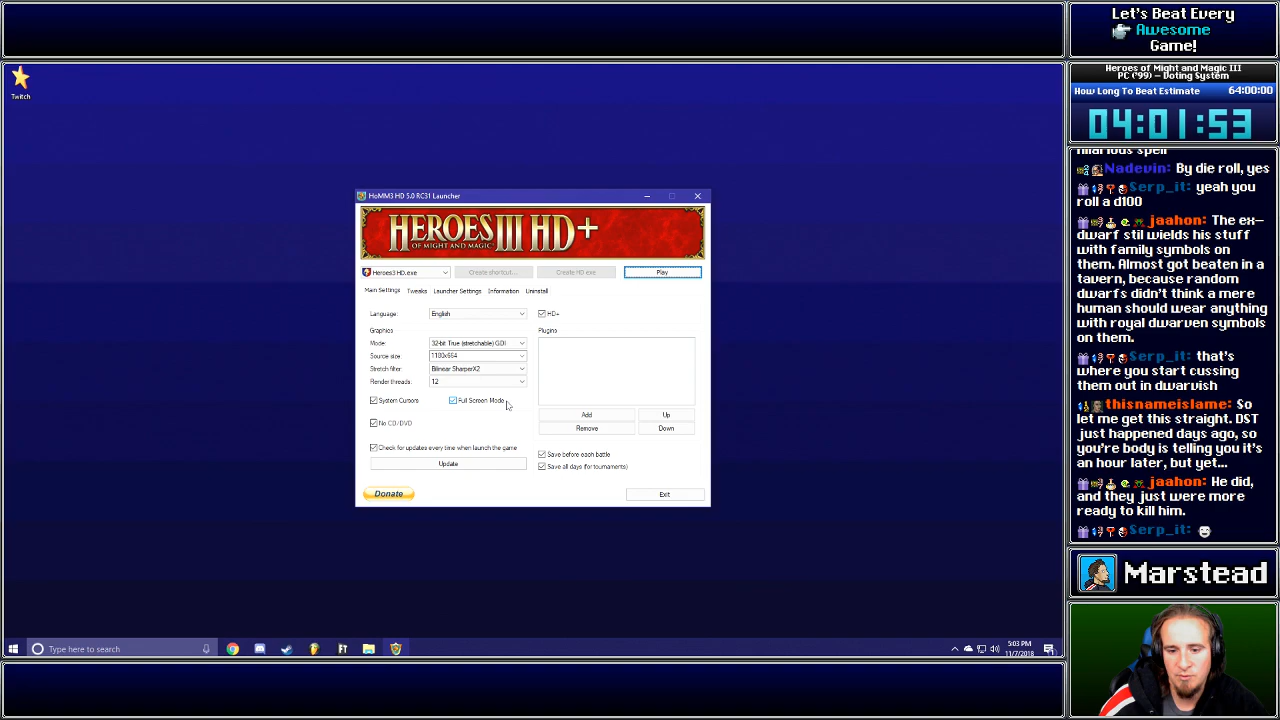 Let's Beat Every
Awesome
Game!
Twitch
Heroes of Might and Magic III
PC ('99) – Voting System
How Long To Beat Estimate 64:00:00
04:01:53
hilarious spell
Nadevin: By die roll, yes
Serp_it: yeah you
roll a d100
jaahon: The ex-
dwarf stil wields his stuff
with family symbols on
them. Almost got beaten in a
tavern, because random
dwarfs didn't think a mere
human should wear anything
with royal dwarven symbols
on them.
Serp_it: that's
where you start cussing
them out in dwarvish
thisnameislame: So
let me get this straight. DST
just happened days ago, so
you're body is telling you it's
an hour later, but yet...
jaahon: He did,
and they just were more
ready to kill him.
Serp_it:
Marstead
HoMM3 HD 5.0 RC31 Launcher
HEROES III HD+
OF MIGHT AND MAGIC
Heroes3 HD.exe
Create shortcut...
Create HD exe
Play
Main Settings Tweaks Launcher Settings Information Uninstall
Language: English
HD+
Graphics
Plugins
Mode: 32-bit True (stretchable) GDI
Source size: 1180x664
Stretch filter: Bilinear SharperX2
Render threads: 12
System Cursors
Full Screen Mode
Add Up
Remove Down
No CD/DVD
Check for updates every time when launch the game
Update
Save before each battle
Save all days (for tournaments)
Donate
Exit
Type here to search
FT
5:03 PM
11/7/2018